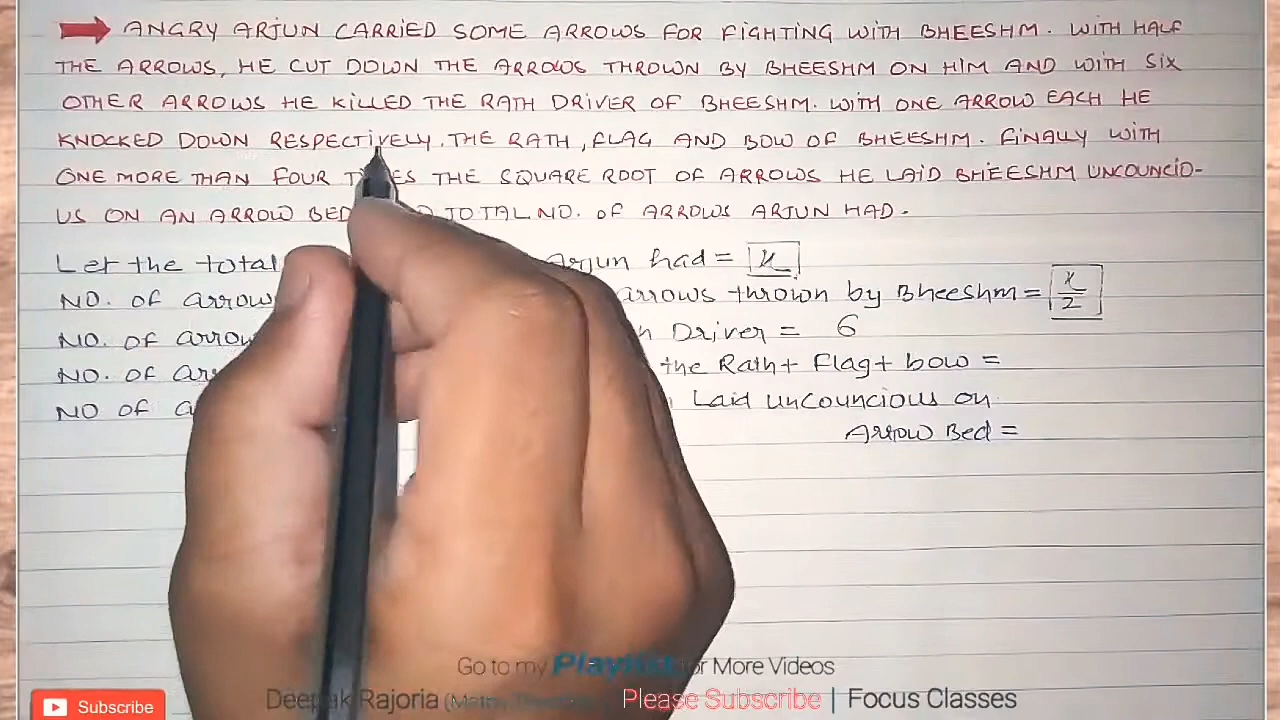 ANGRY ARJUN CARRIED SOME ARROWS FOR FIGHTING WITH BHEESHM. WITH HALF
THE ARROWS, HE CUT DOWN THE ARROWS THROWN BY BHEESHM ON HIM AND WITH SIX
OTHER ARROWS HE KILLED THE RATH DRIVER OF BHEESHM. WITH ONE ARROW EACH HE
KNOCKED DOWN RESPECTIVELY, THE RATH, FLAG AND BOW OF BHEESHM. FINALLY WITH
ONE MORE THAN FOUR THE SQUARE ROOT OF ARROWS HE LAID BHEESHM UNCOUNCIO-
US ON AN ARROW BED TOTAL NO. OF ARROWS ARJUN HAD.
Let the total Arjun had = x
NO. of arrow arrows thrown by Bheeshm = x/2
NO. of arrow Driver = 6
NO. of arr the Rath + Flag + bow =
NO of a Laid uncouncious on
Arrow Bed =
Go to my Playlist for More Videos
Deepak Rajoria (Maths Please Subscribe | Focus Classes
Subscribe